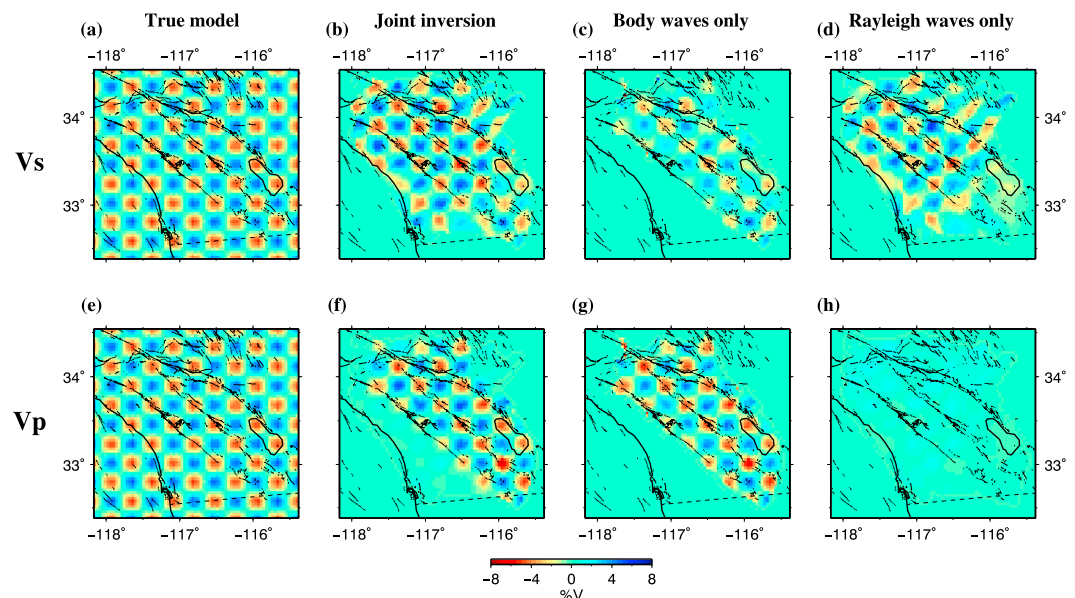 True model Joint inversion Body waves only Rayleigh waves only
(a) (b) (c) (d)
−118° −117° −116° −118° −117° −116° −118° −117° −116° −118° −117° −116°
34° 34°
Vs
33° 33°
(e) (f) (g) (h)
34° 34°
Vp
33° 33°
−118° −117° −116° −118° −117° −116° −118° −117° −116° −118° −117° −116°
−8 −4 0 4 8
%V